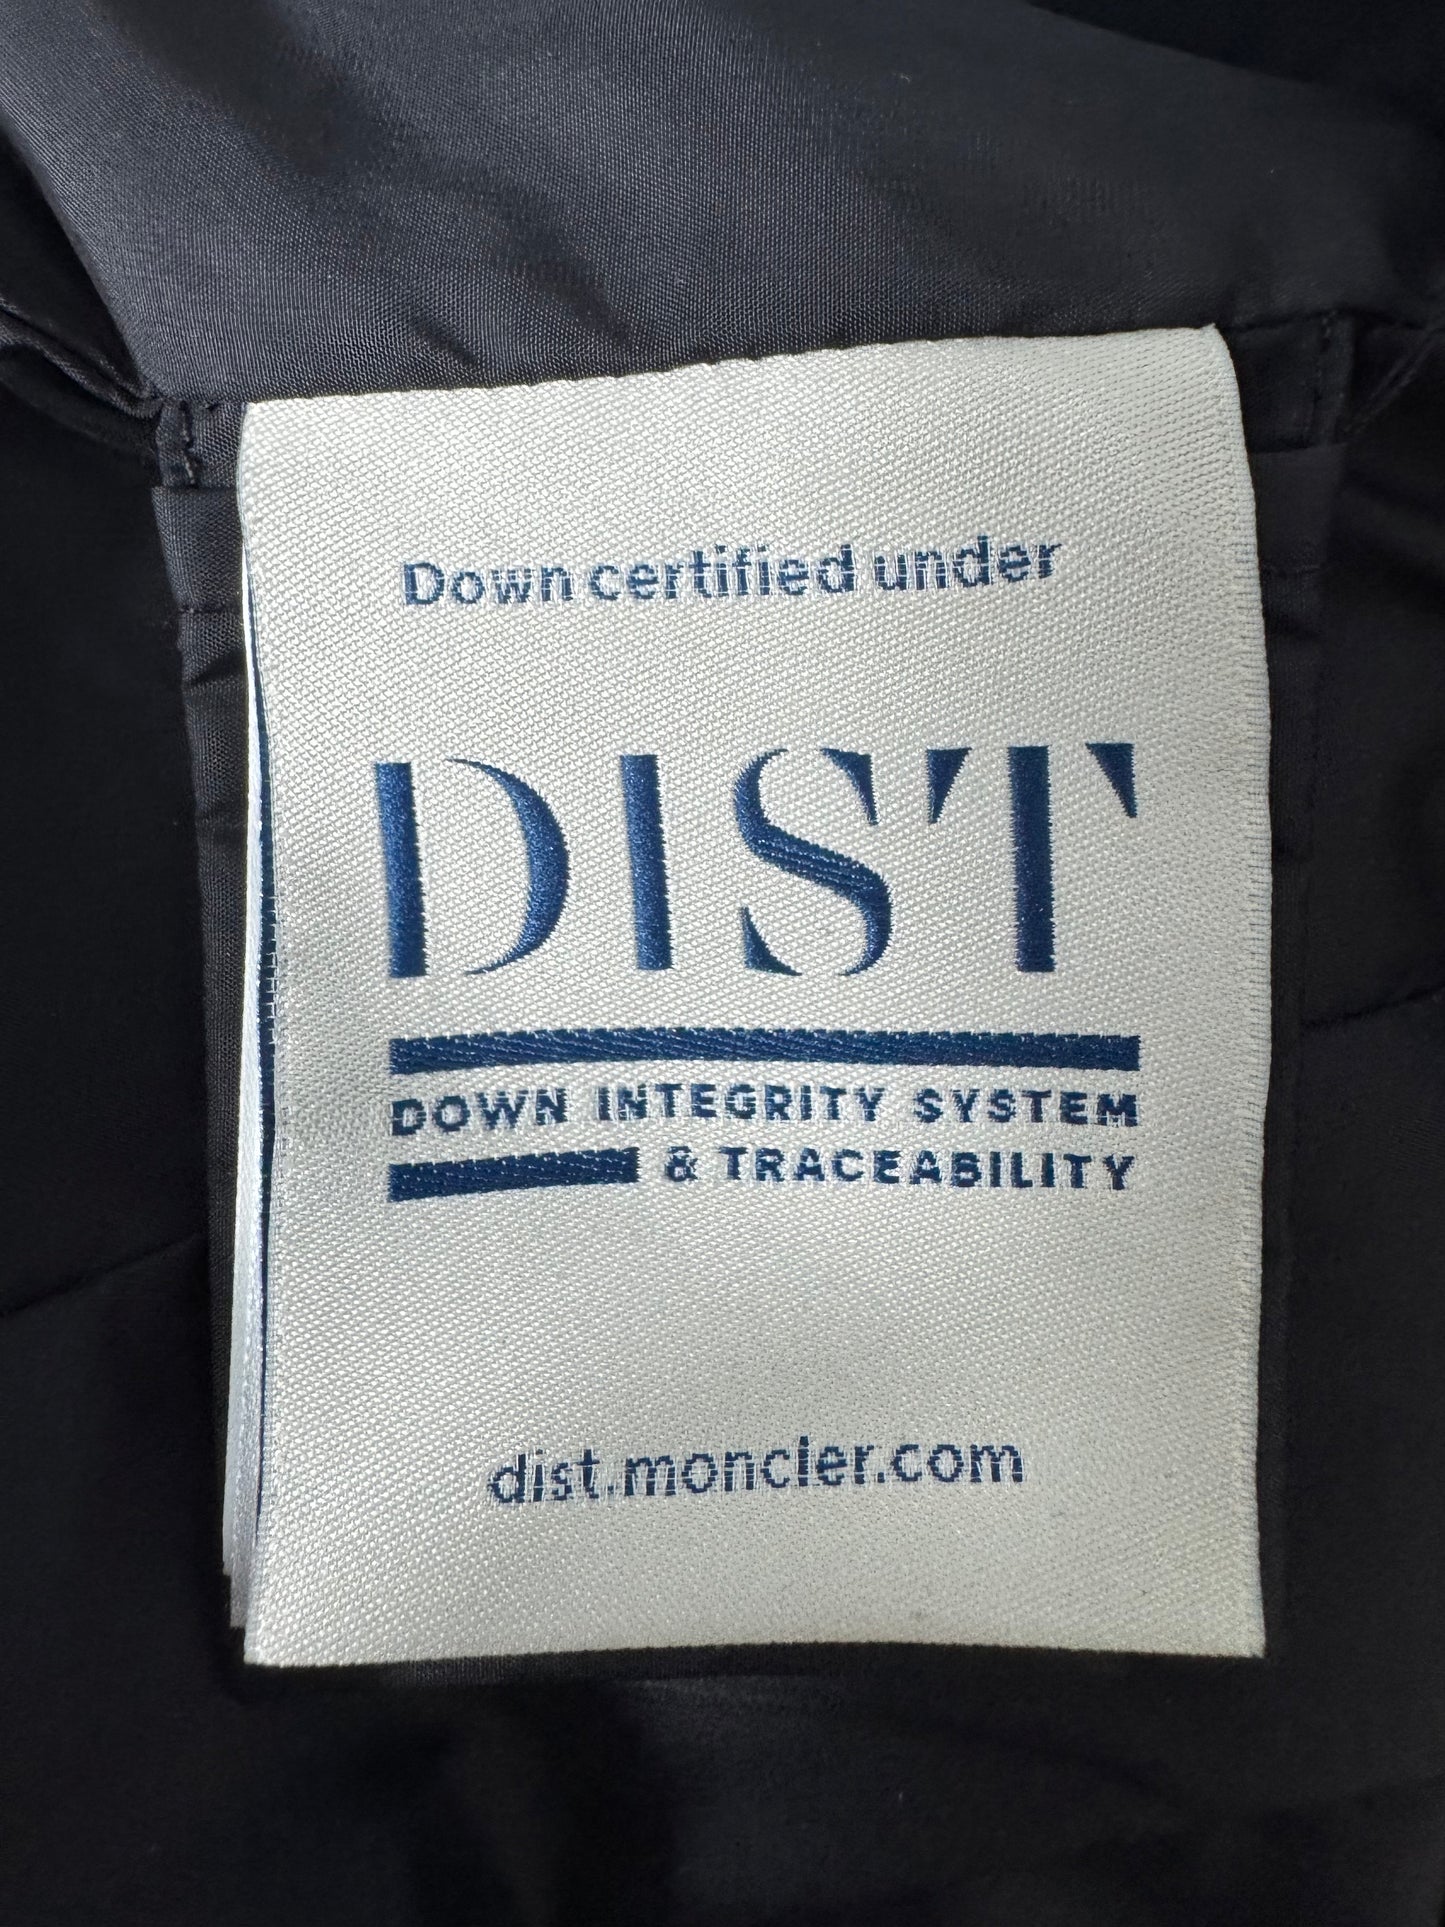 Down certified under
DIST
DOWN INTEGRITY SYSTEM
& TRACEABILITY
dist.moncler.com